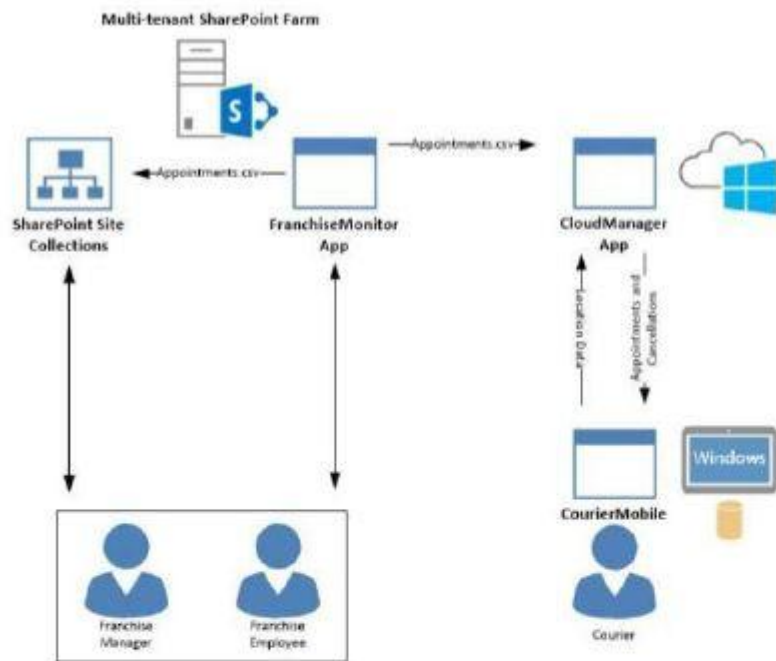 Multi-tenant SharePoint Farm
S
Appointments.csv
Appointments.csv
SharePoint Site
Collections
FranchiseMonitor
App
CloudManager
App
Location Data
Appointments and
Cancellations
Windows
CourierMobile
Franchise
Manager
Franchise
Employee
Courier